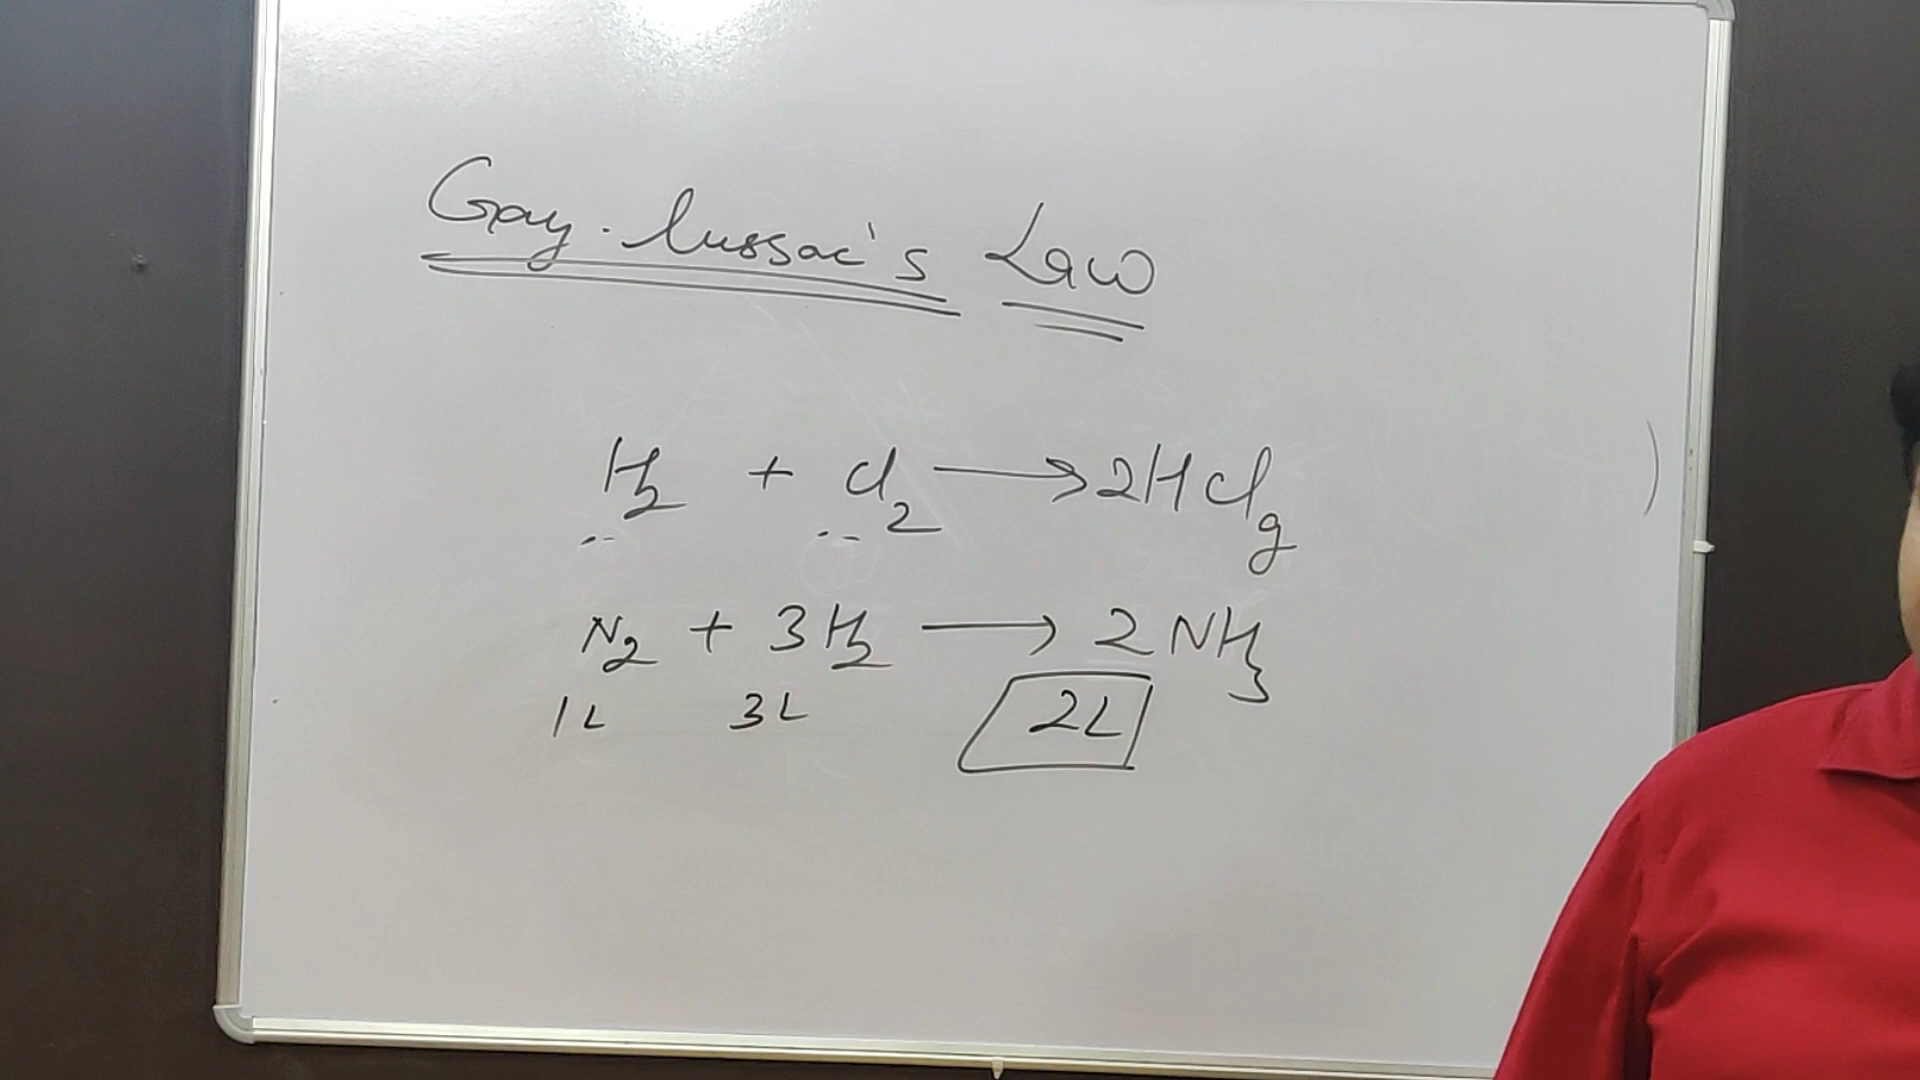 Gay-lussac's Law
H2 + Cl2 → 2HClg
N2 + 3H2 → 2NH3
1L 3L 2L